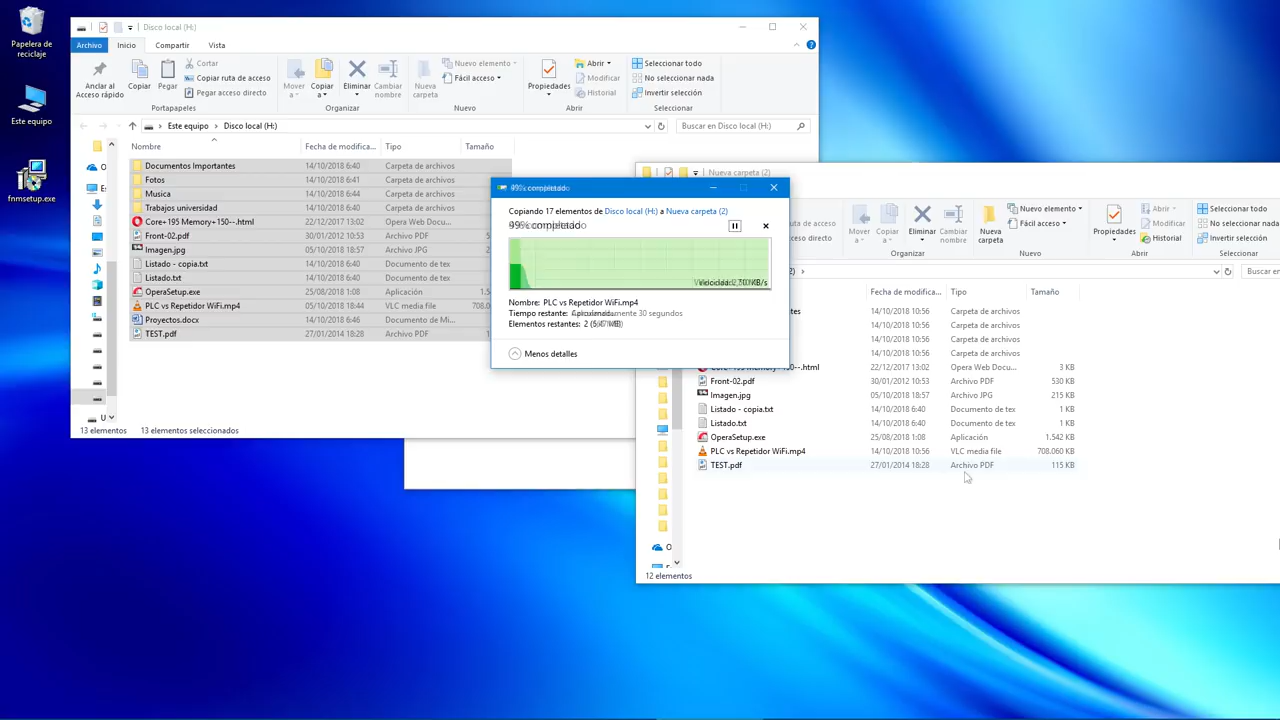 Papelera de
reciclaje
Este equipo
fnmsetup.exe
Disco local (H:)
Archivo Inicio Compartir Vista
Anclar al
Acceso rápido
Copiar
Pegar
Cortar
Copiar ruta de acceso
Pegar acceso directo
Portapapeles
Mover
a
Copiar
a
Eliminar
Cambiar
nombre
Organizar
Nueva
carpeta
Nuevo elemento
Fácil acceso
Nuevo
Propiedades
Abrir
Modificar
Historial
Abrir
Seleccionar todo
No seleccionar nada
Invertir selección
Seleccionar
Este equipo > Disco local (H:)
Buscar en Disco local (H:)
Nombre Fecha de modifica... Tipo Tamaño
Documentos Importantes 14/10/2018 6:40 Carpeta de archivos
Fotos 14/10/2018 6:41 Carpeta de archivos
Musica 14/10/2018 6:44 Carpeta de archivos
Trabajos universidad 14/10/2018 6:40 Carpeta de archivos
Core+195 Memory+150--.html 22/12/2017 13:02 Opera Web Docu...
Front-02.pdf 30/01/2012 10:53 Archivo PDF
Imagen.jpg 05/10/2018 18:57 Archivo JPG
Listado - copia.txt 14/10/2018 6:40 Documento de tex
Listado.txt 14/10/2018 6:40 Documento de tex
OperaSetup.exe 25/08/2018 1:08 Aplicación
PLC vs Repetidor WiFi.mp4 05/10/2018 18:44 VLC media file
Proyectos.docx 14/10/2018 6:46 Documento de Mi...
TEST.pdf 27/01/2014 18:28 Archivo PDF
13 elementos 13 elementos seleccionados
99% completado
Copiando 17 elementos de Disco local (H:) a Nueva carpeta (2)
99% completado
Nombre: PLC vs Repetidor WiFi.mp4
Tiempo restante: segundos
Elementos restantes: 2
Menos detalles
Nueva carpeta (2)
Mover
a
Copiar
a
Eliminar
Cambiar
nombre
Organizar
Nueva
carpeta
Nuevo elemento
Fácil acceso
Nuevo
Propiedades
Abrir
Modificar
Historial
Abrir
Seleccionar todo
No seleccionar nada
Invertir selección
Seleccionar
Buscar en
Fecha de modifica... Tipo Tamaño
14/10/2018 10:56 Carpeta de archivos
14/10/2018 10:56 Carpeta de archivos
14/10/2018 10:56 Carpeta de archivos
14/10/2018 10:56 Carpeta de archivos
Core+195 Memory+150--.html 22/12/2017 13:02 Opera Web Docu... 3 KB
Front-02.pdf 30/01/2012 10:53 Archivo PDF 530 KB
Imagen.jpg 05/10/2018 18:57 Archivo JPG 215 KB
Listado - copia.txt 14/10/2018 6:40 Documento de tex 1 KB
Listado.txt 14/10/2018 6:40 Documento de tex 1 KB
OperaSetup.exe 25/08/2018 1:08 Aplicación 1.542 KB
PLC vs Repetidor WiFi.mp4 14/10/2018 10:56 VLC media file 708.060 KB
TEST.pdf 27/01/2014 18:28 Archivo PDF 115 KB
12 elementos